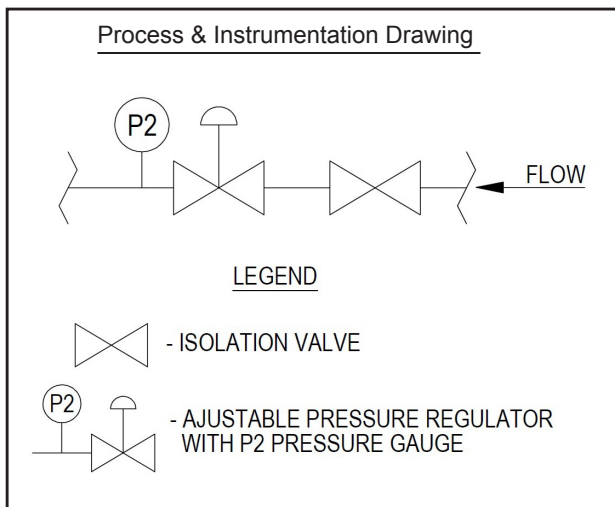 Process & Instrumentation Drawing
P2
FLOW
LEGEND
- ISOLATION VALVE
P2
- AJUSTABLE PRESSURE REGULATOR
WITH P2 PRESSURE GAUGE